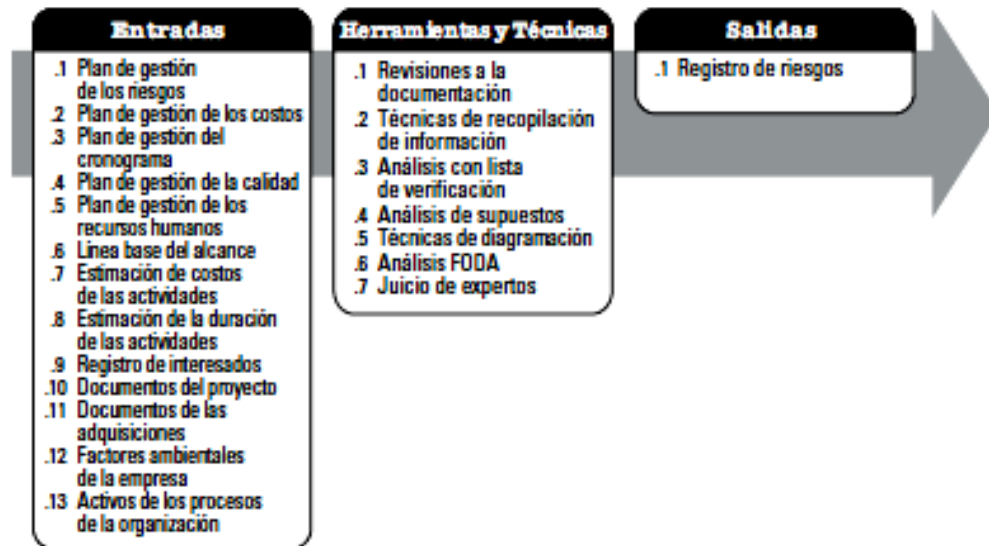 Entradas
.1 Plan de gestión
de los riesgos
.2 Plan de gestión de los costos
.3 Plan de gestión del
cronograma
.4 Plan de gestión de la calidad
.5 Plan de gestión de los
recursos humanos
.6 Línea base del alcance
.7 Estimación de costos
de las actividades
.8 Estimación de la duración
de las actividades
.9 Registro de interesados
.10 Documentos del proyecto
.11 Documentos de las
adquisiciones
.12 Factores ambientales
de la empresa
.13 Activos de los procesos
de la organización
Herramientas y Técnicas
.1 Revisiones a la
documentación
.2 Técnicas de recopilación
de información
.3 Análisis con lista
de verificación
.4 Análisis de supuestos
.5 Técnicas de diagramación
.6 Análisis FODA
.7 Juicio de expertos
Salidas
.1 Registro de riesgos